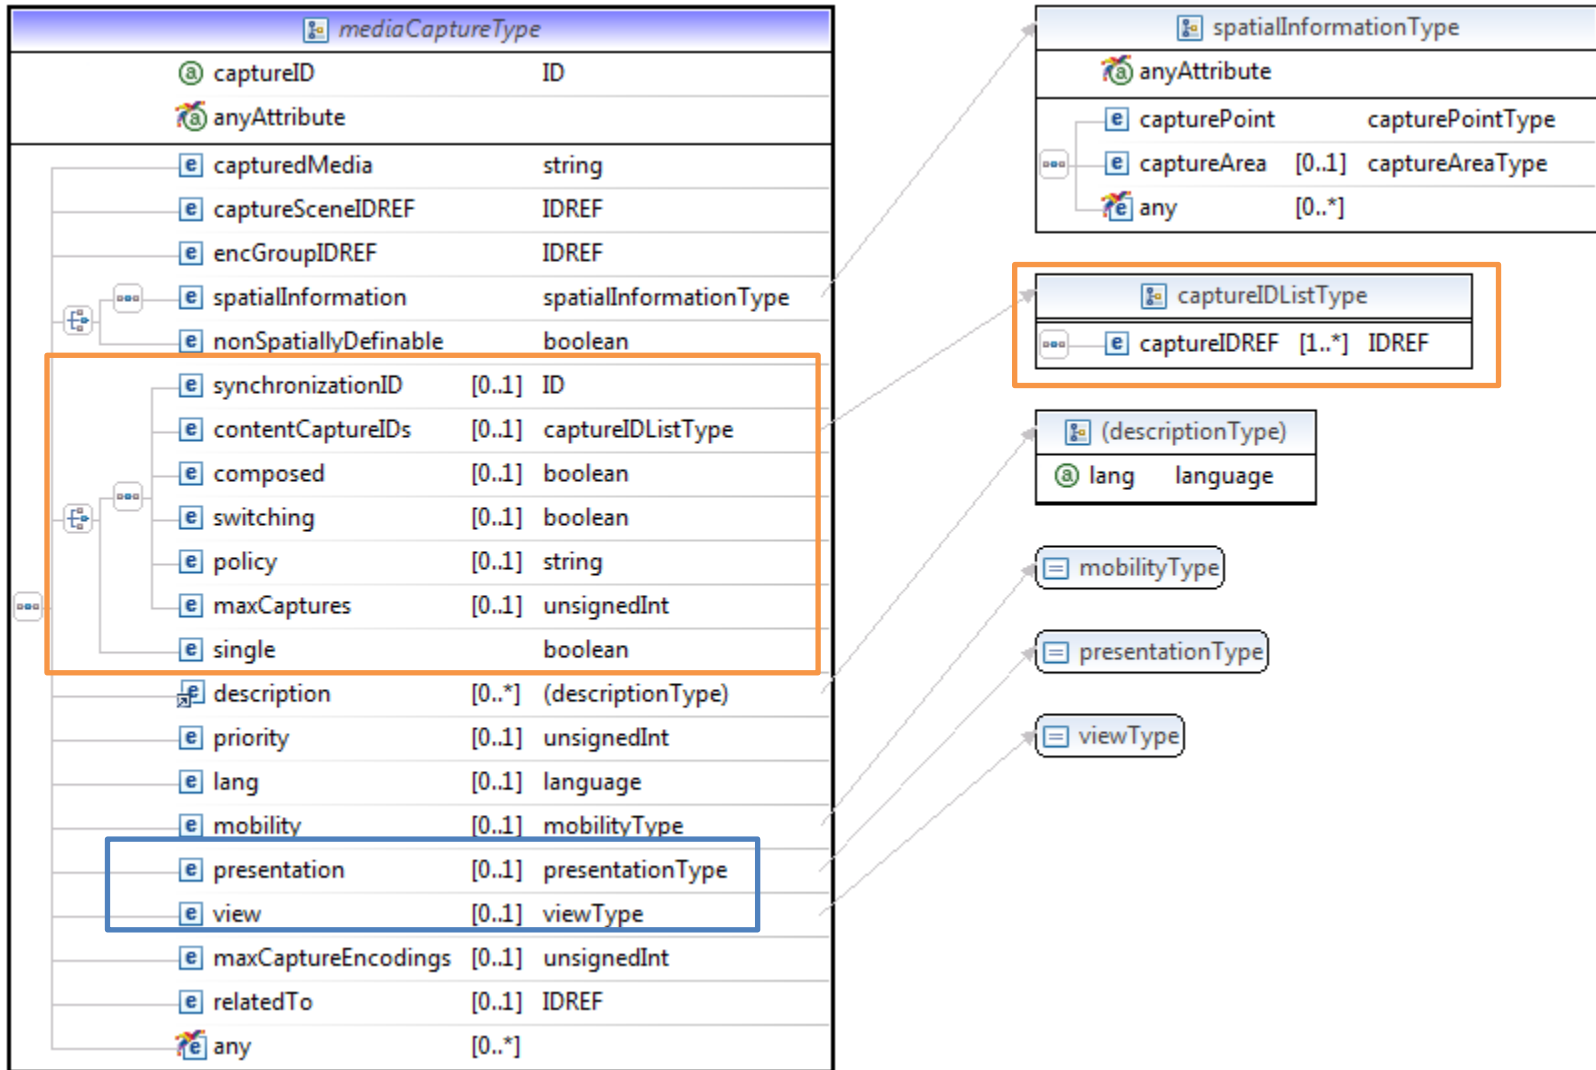 mediaCaptureType
captureID ID
anyAttribute
capturedMedia string
captureSceneIDREF IDREF
encGroupIDREF IDREF
spatialInformation spatialInformationType
nonSpatiallyDefinable boolean
synchronizationID [0..1] ID
contentCaptureIDs [0..1] captureIDListType
composed [0..1] boolean
switching [0..1] boolean
policy [0..1] string
maxCaptures [0..1] unsignedInt
single boolean
description [0..*] (descriptionType)
priority [0..1] unsignedInt
lang [0..1] language
mobility [0..1] mobilityType
presentation [0..1] presentationType
view [0..1] viewType
maxCaptureEncodings [0..1] unsignedInt
relatedTo [0..1] IDREF
any [0..*]
spatialInformationType
anyAttribute
capturePoint capturePointType
captureArea [0..1] captureAreaType
any [0..*]
captureIDListType
captureIDREF [1..*] IDREF
(descriptionType)
lang language
mobilityType
presentationType
viewType